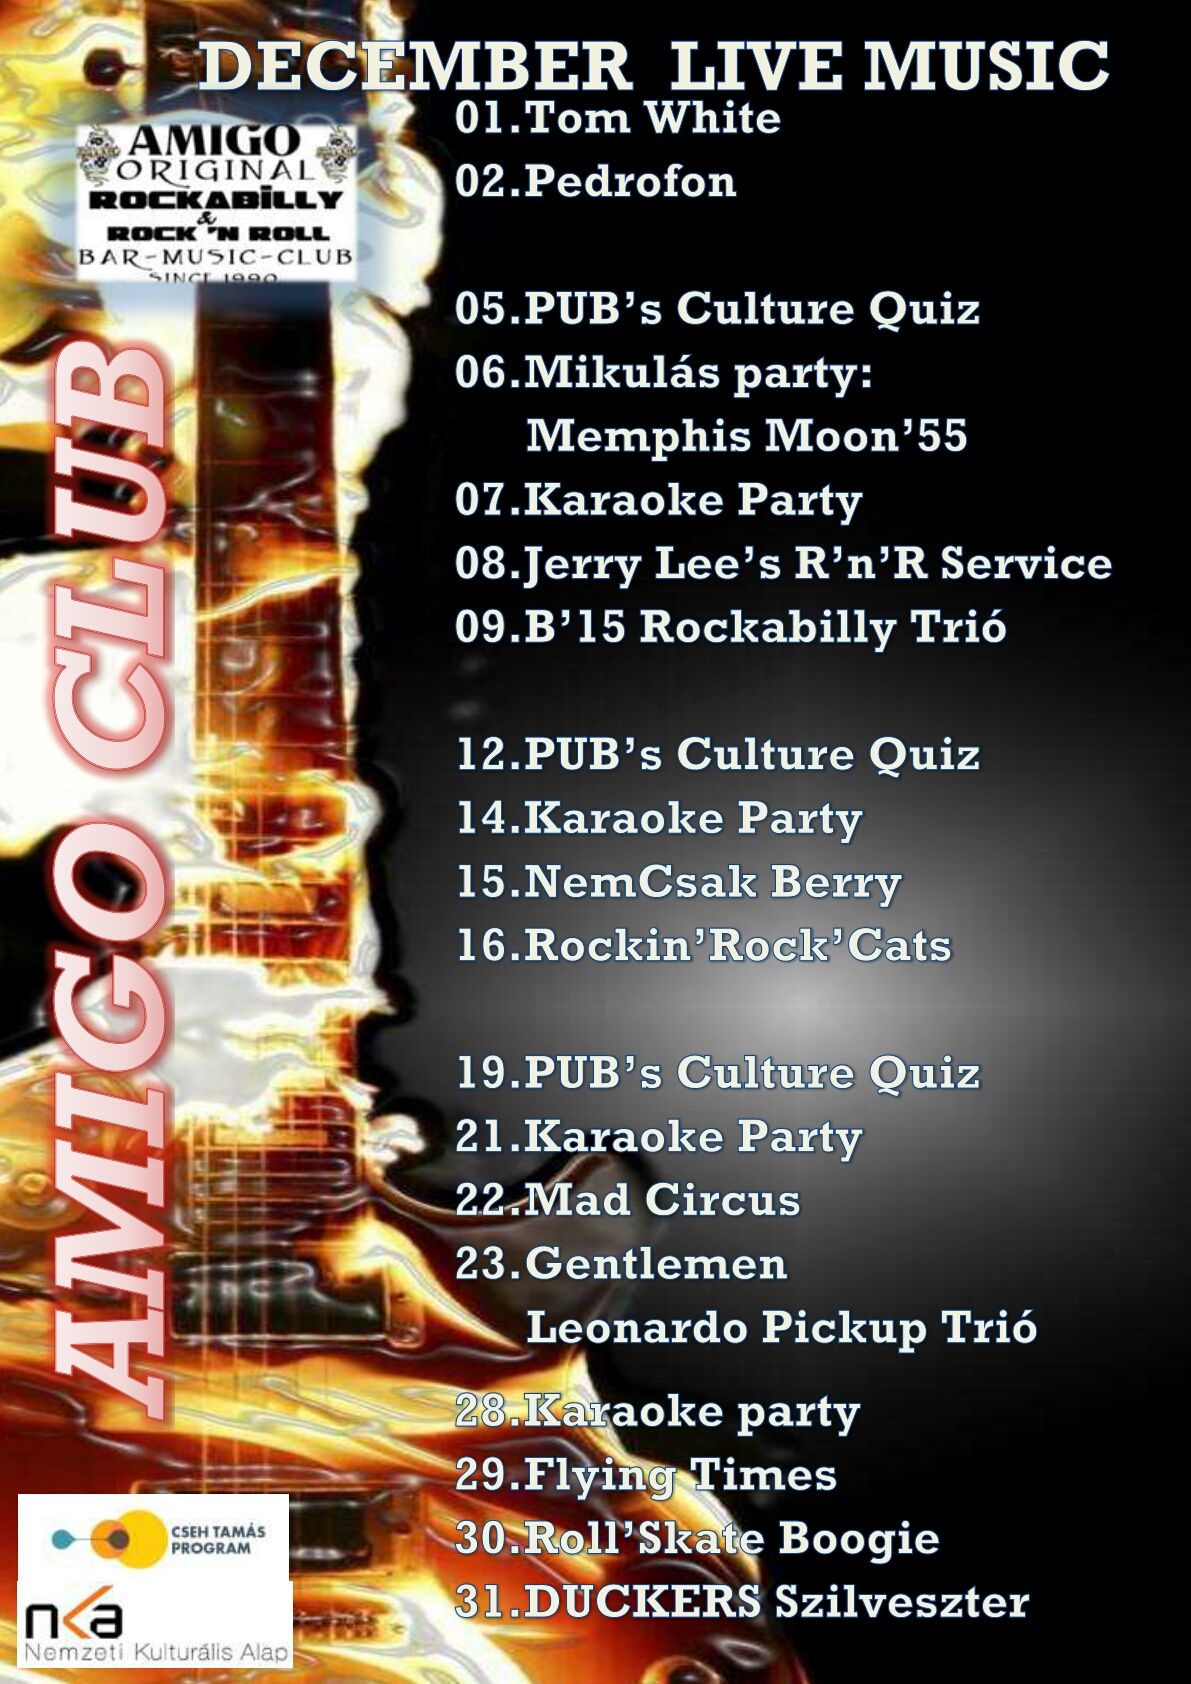 DECEMBER LIVE MUSIC
AMIGO
ORIGINAL
ROCKABILLY
&
ROCK 'N ROLL
BAR-MUSIC-CLUB
SINCE 1990
AMIGO CLUB
01.Tom White
02.Pedrofon
05.PUB’s Culture Quiz
06.Mikulás party:
Memphis Moon’55
07.Karaoke Party
08.Jerry Lee’s R’n’R Service
09.B’15 Rockabilly Trió
12.PUB’s Culture Quiz
14.Karaoke Party
15.NemCsak Berry
16.Rockin’Rock’Cats
19.PUB’s Culture Quiz
21.Karaoke Party
22.Mad Circus
23.Gentlemen
Leonardo Pickup Trió
28.Karaoke party
29.Flying Times
30.Roll’Skate Boogie
31.DUCKERS Szilveszter
CSEH TAMÁS
PROGRAM
nka
Nemzeti Kulturális Alap